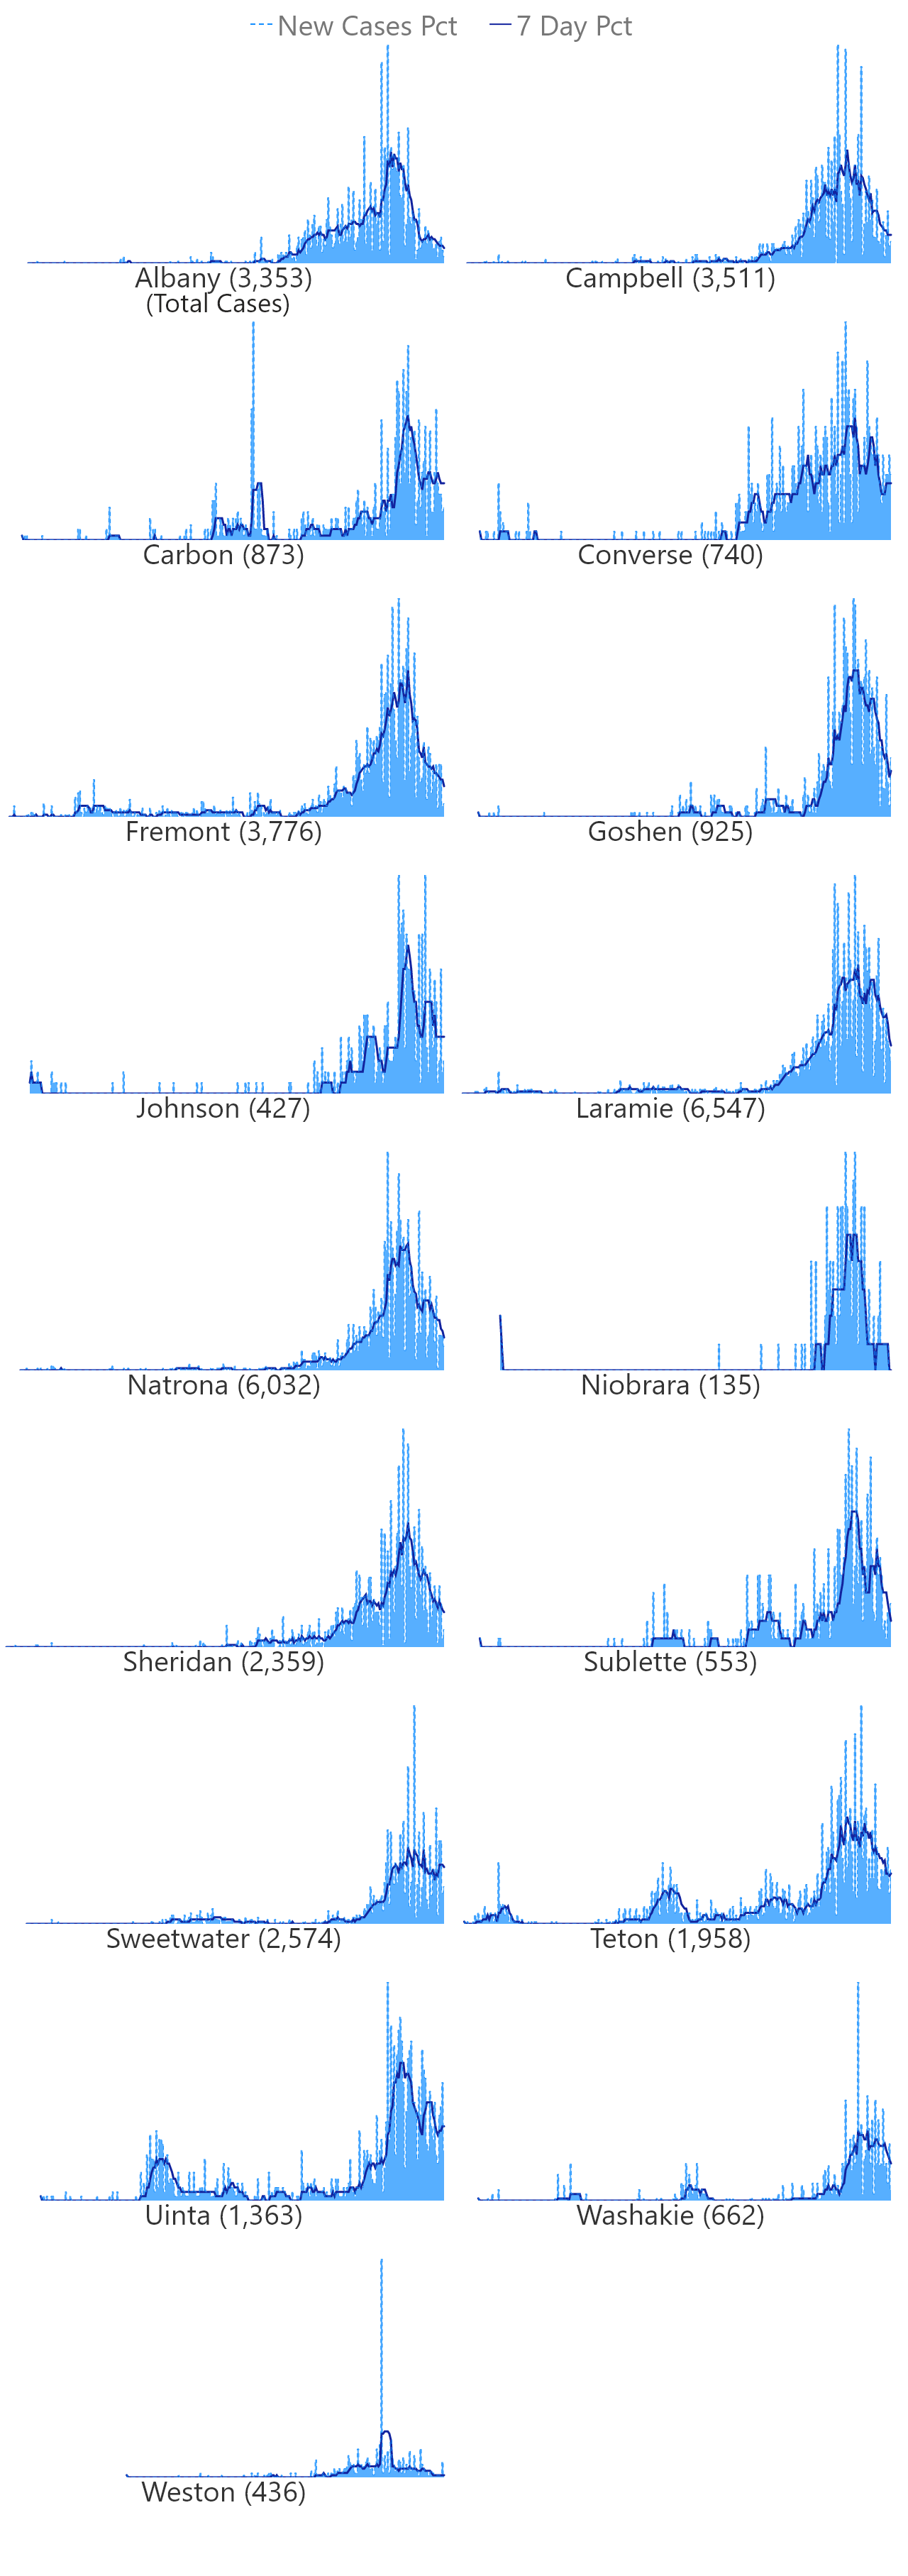 New Cases Pct 7 Day Pct
Albany (3,353) Campbell (3,511)
(Total Cases)
Carbon (873) Converse (740)
Fremont (3,776) Goshen (925)
Johnson (427) Laramie (6,547)
Natrona (6,032) Niobrara (135)
Sheridan (2,359) Sublette (553)
Sweetwater (2,574) Teton (1,958)
Uinta (1,363) Washakie (662)
Weston (436)